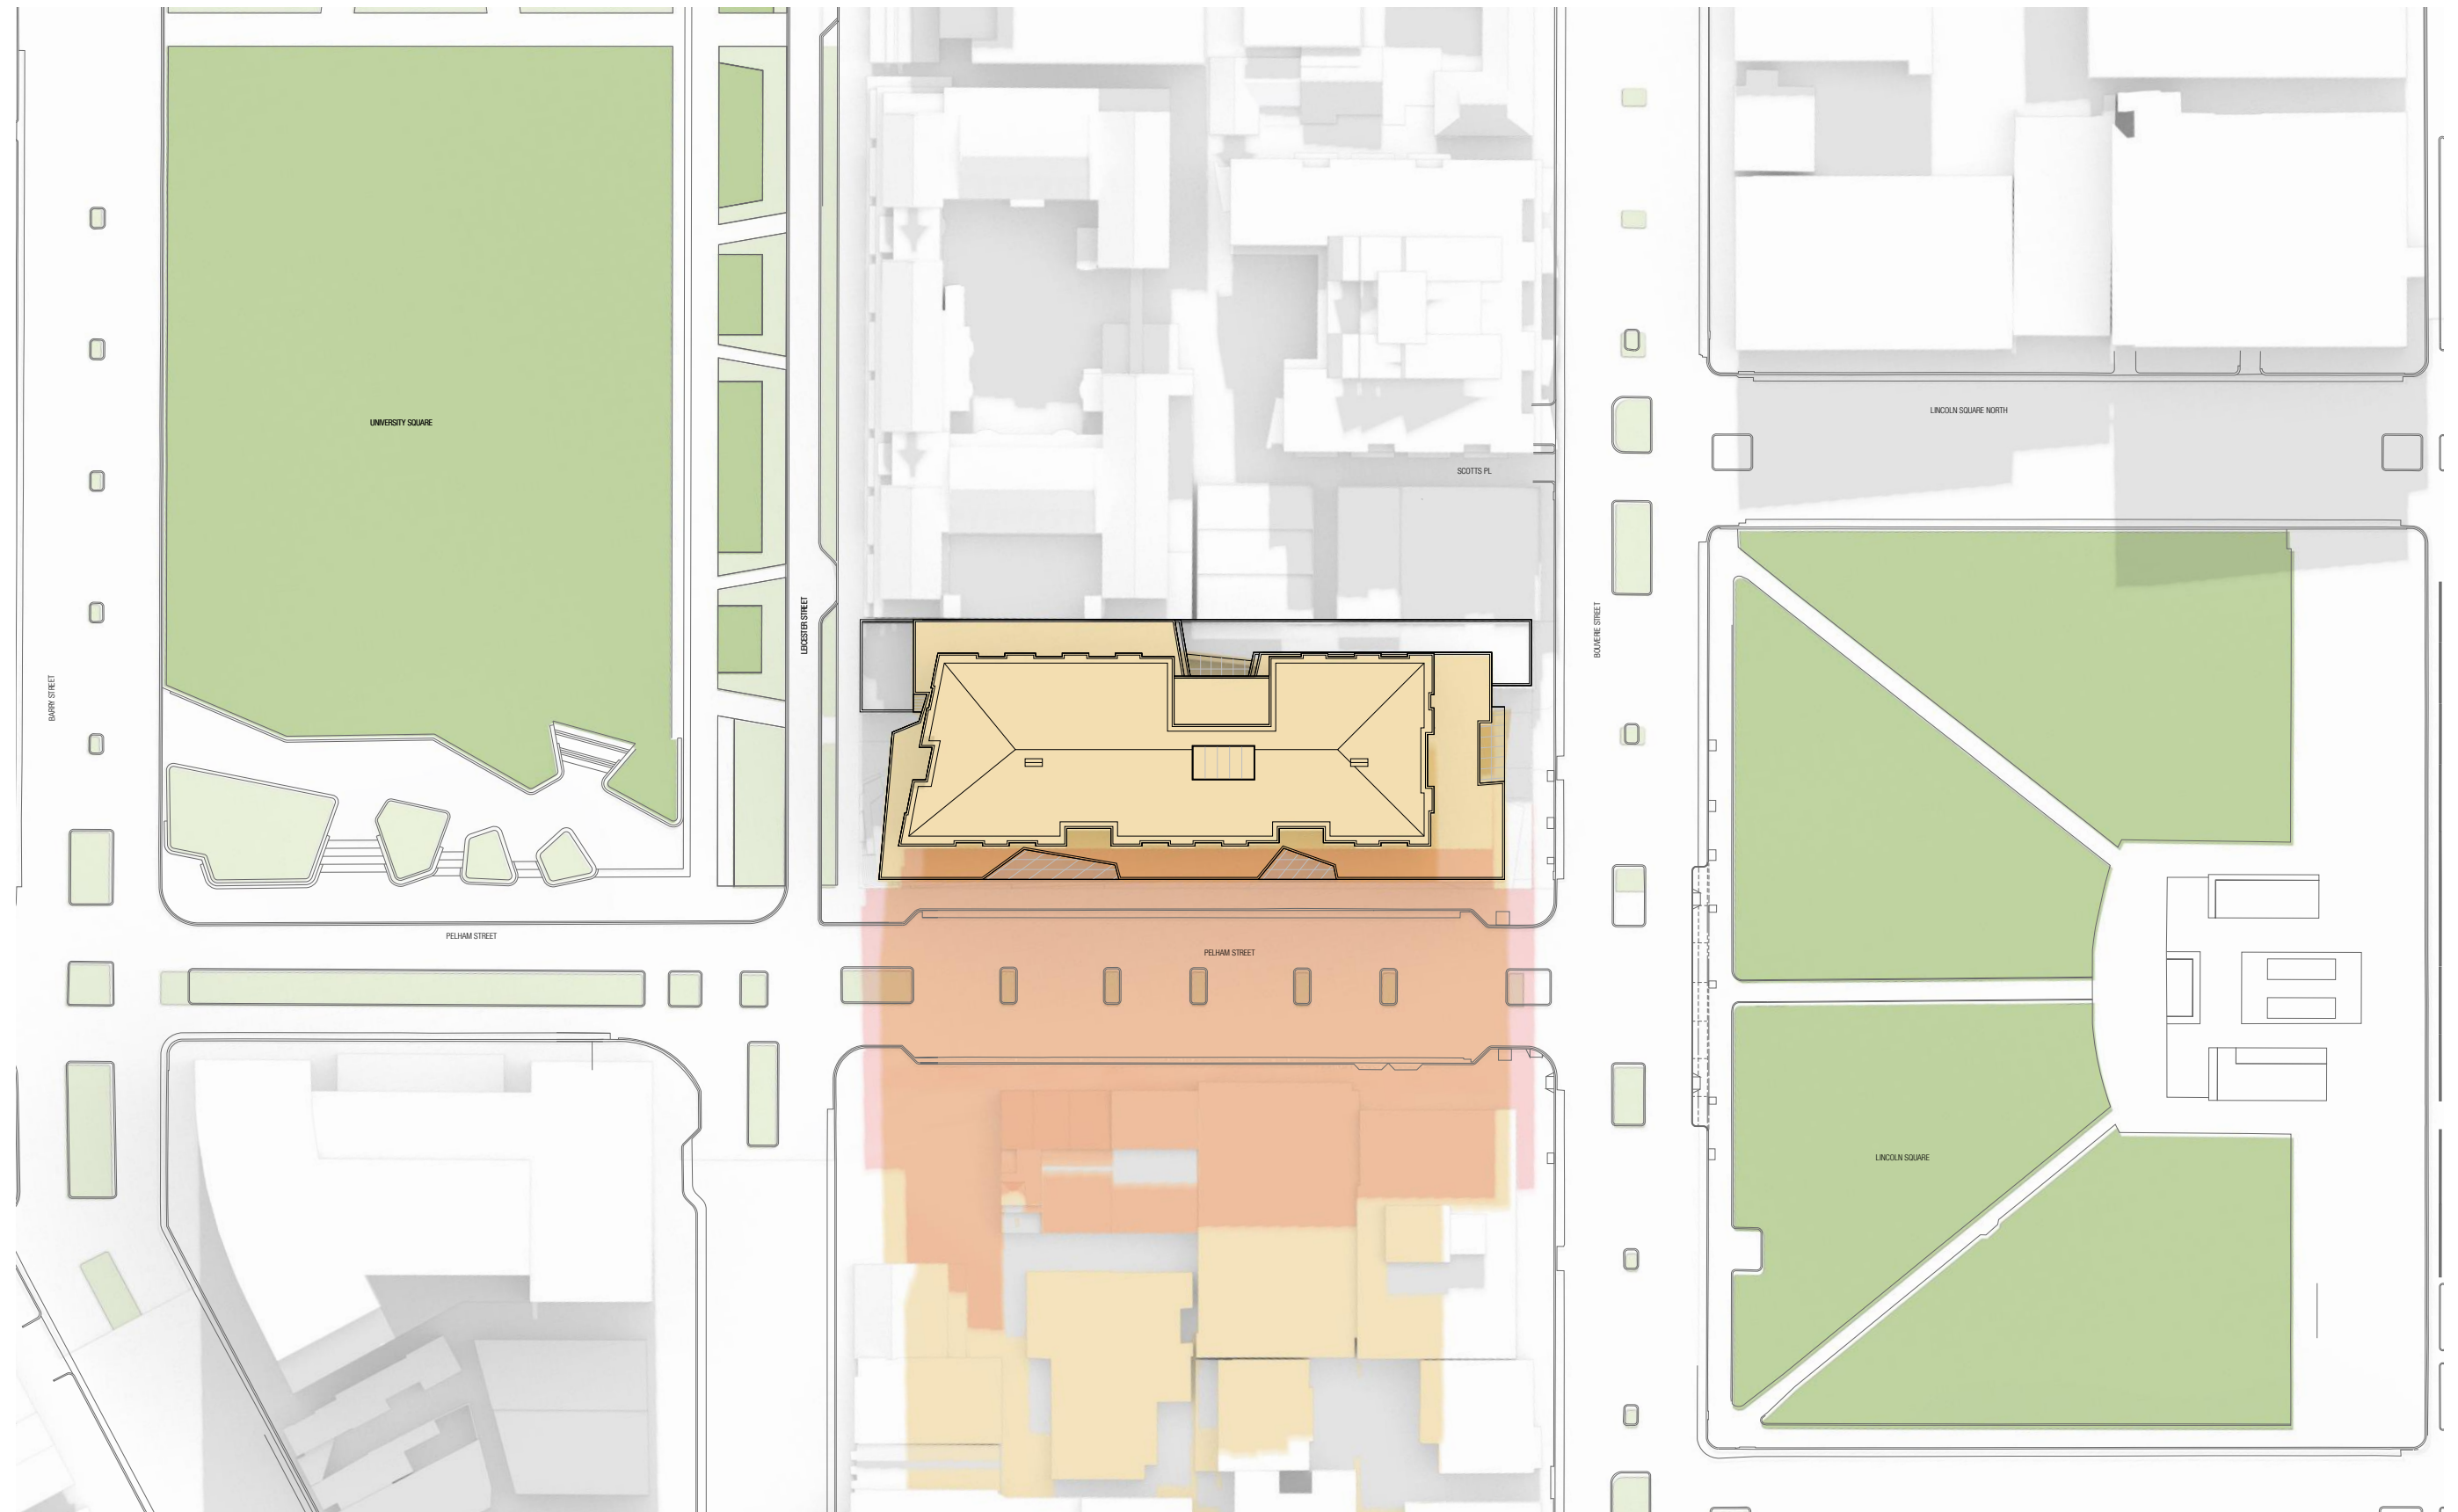 LINCOLN SQUARE NORTH
UNIVERSITY SQUARE
SCOTTS PL
LEICESTER STREET
BOUVERIE STREET
BARRY STREET
PELHAM STREET
PELHAM STREET
LINCOLN SQUARE